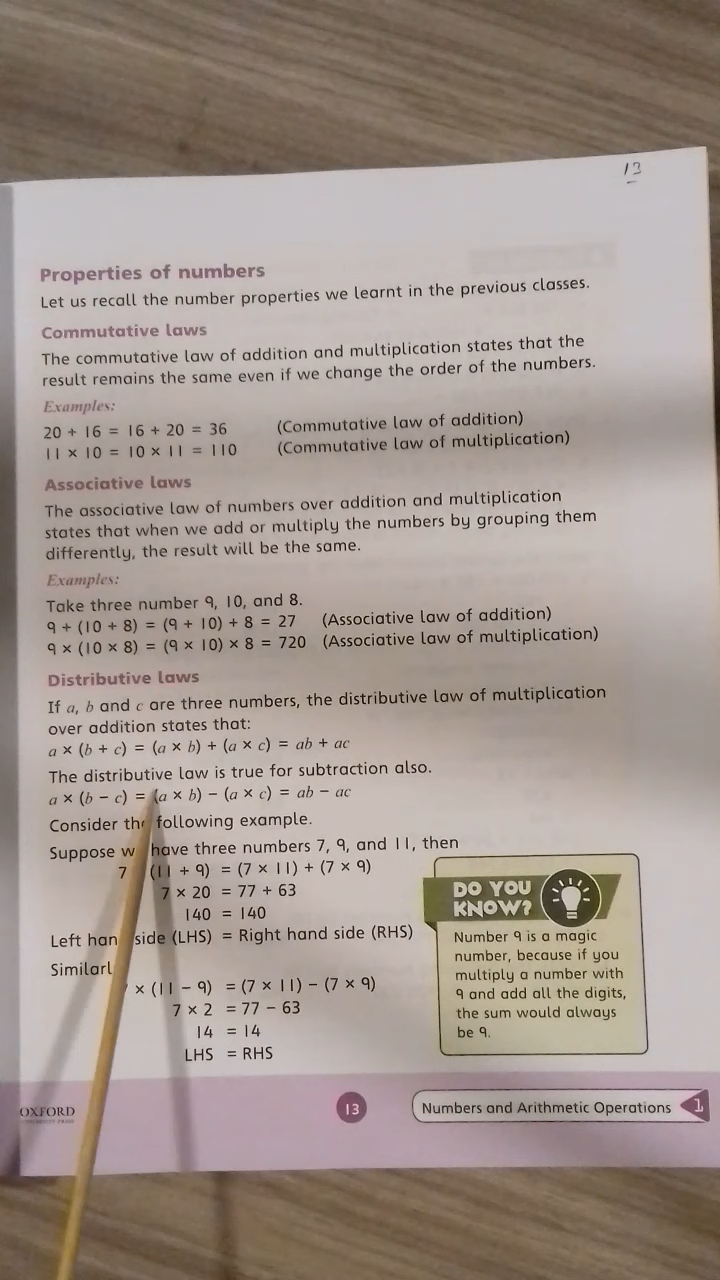 13
Properties of numbers
Let us recall the number properties we learnt in the previous classes.
Commutative laws
The commutative law of addition and multiplication states that the
result remains the same even if we change the order of the numbers.
Examples:
20 + 16 = 16 + 20 = 36 (Commutative law of addition)
11 × 10 = 10 × 11 = 110 (Commutative law of multiplication)
Associative laws
The associative law of numbers over addition and multiplication
states that when we add or multiply the numbers by grouping them
differently, the result will be the same.
Examples:
Take three number 9, 10, and 8.
9 + (10 + 8) = (9 + 10) + 8 = 27 (Associative law of addition)
9 × (10 × 8) = (9 × 10) × 8 = 720 (Associative law of multiplication)
Distributive laws
If a, b and c are three numbers, the distributive law of multiplication
over addition states that:
a × (b + c) = (a × b) + (a × c) = ab + ac
The distributive law is true for subtraction also.
a × (b − c) = (a × b) − (a × c) = ab − ac
Consider the following example.
Suppose w have three numbers 7, 9, and 11, then
7 (11 + 9) = (7 × 11) + (7 × 9)
7 × 20 = 77 + 63
140 = 140
Left han side (LHS) = Right hand side (RHS)
Similarl
× (11 − 9) = (7 × 11) − (7 × 9)
7 × 2 = 77 − 63
14 = 14
LHS = RHS
DO YOU
KNOW?
Number 9 is a magic
number, because if you
multiply a number with
9 and add all the digits,
the sum would always
be 9.
OXFORD
13
Numbers and Arithmetic Operations 1